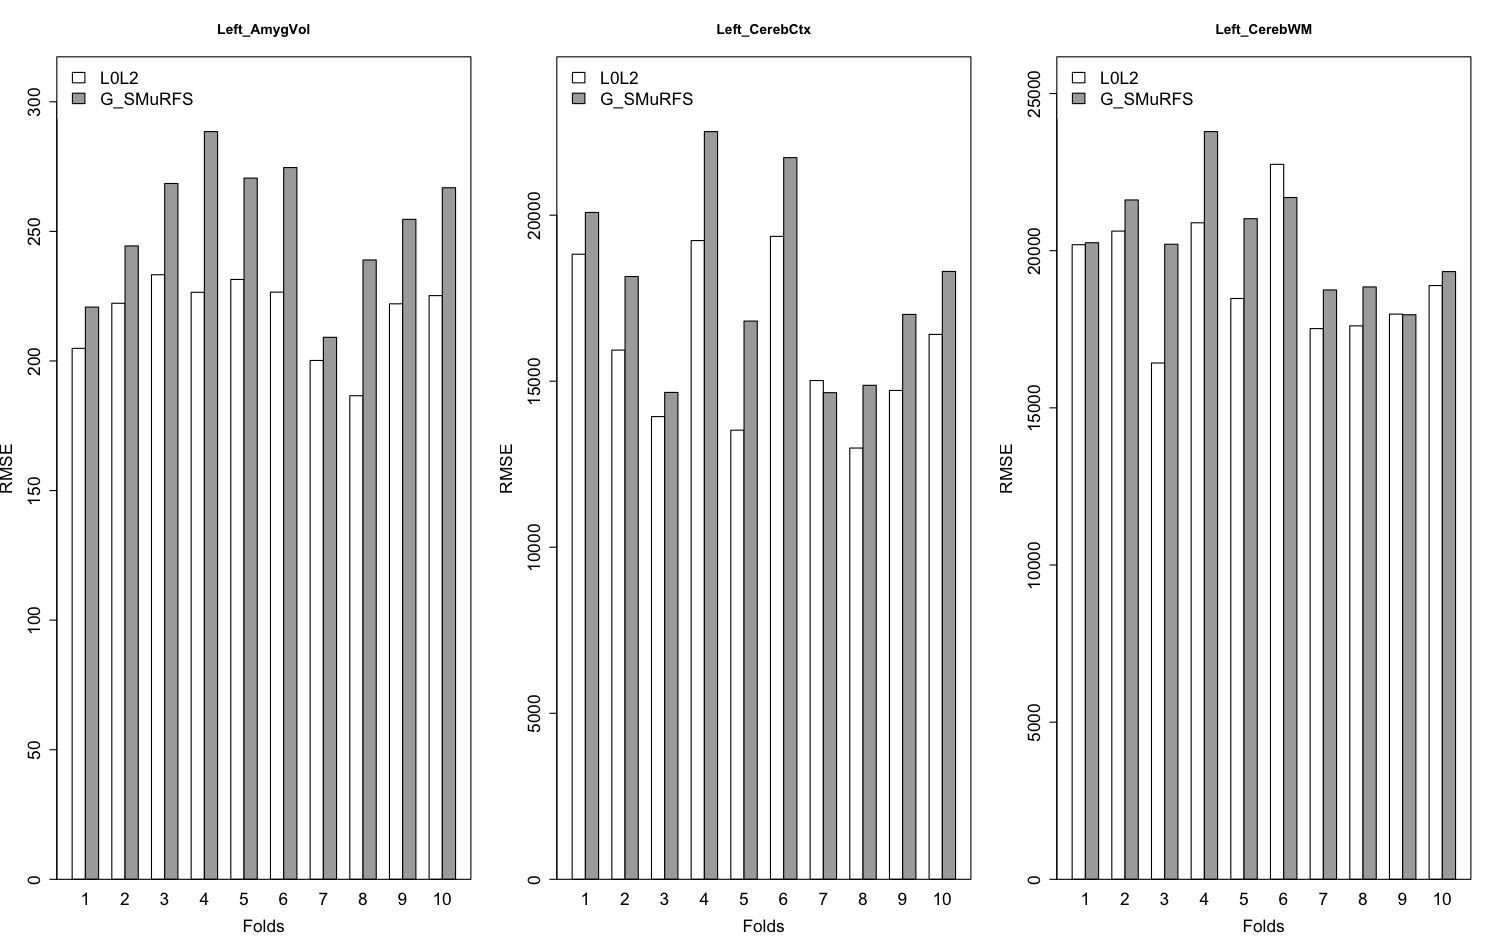 Left_AmygVol
L0L2
G_SMuRFS
RMSE
0
50
100
150
200
250
300
1 2 3 4 5 6 7 8 9 10
Folds
Left_CerebCtx
L0L2
G_SMuRFS
RMSE
0
5000
10000
15000
20000
1 2 3 4 5 6 7 8 9 10
Folds
Left_CerebWM
L0L2
G_SMuRFS
RMSE
0
5000
10000
15000
20000
25000
1 2 3 4 5 6 7 8 9 10
Folds